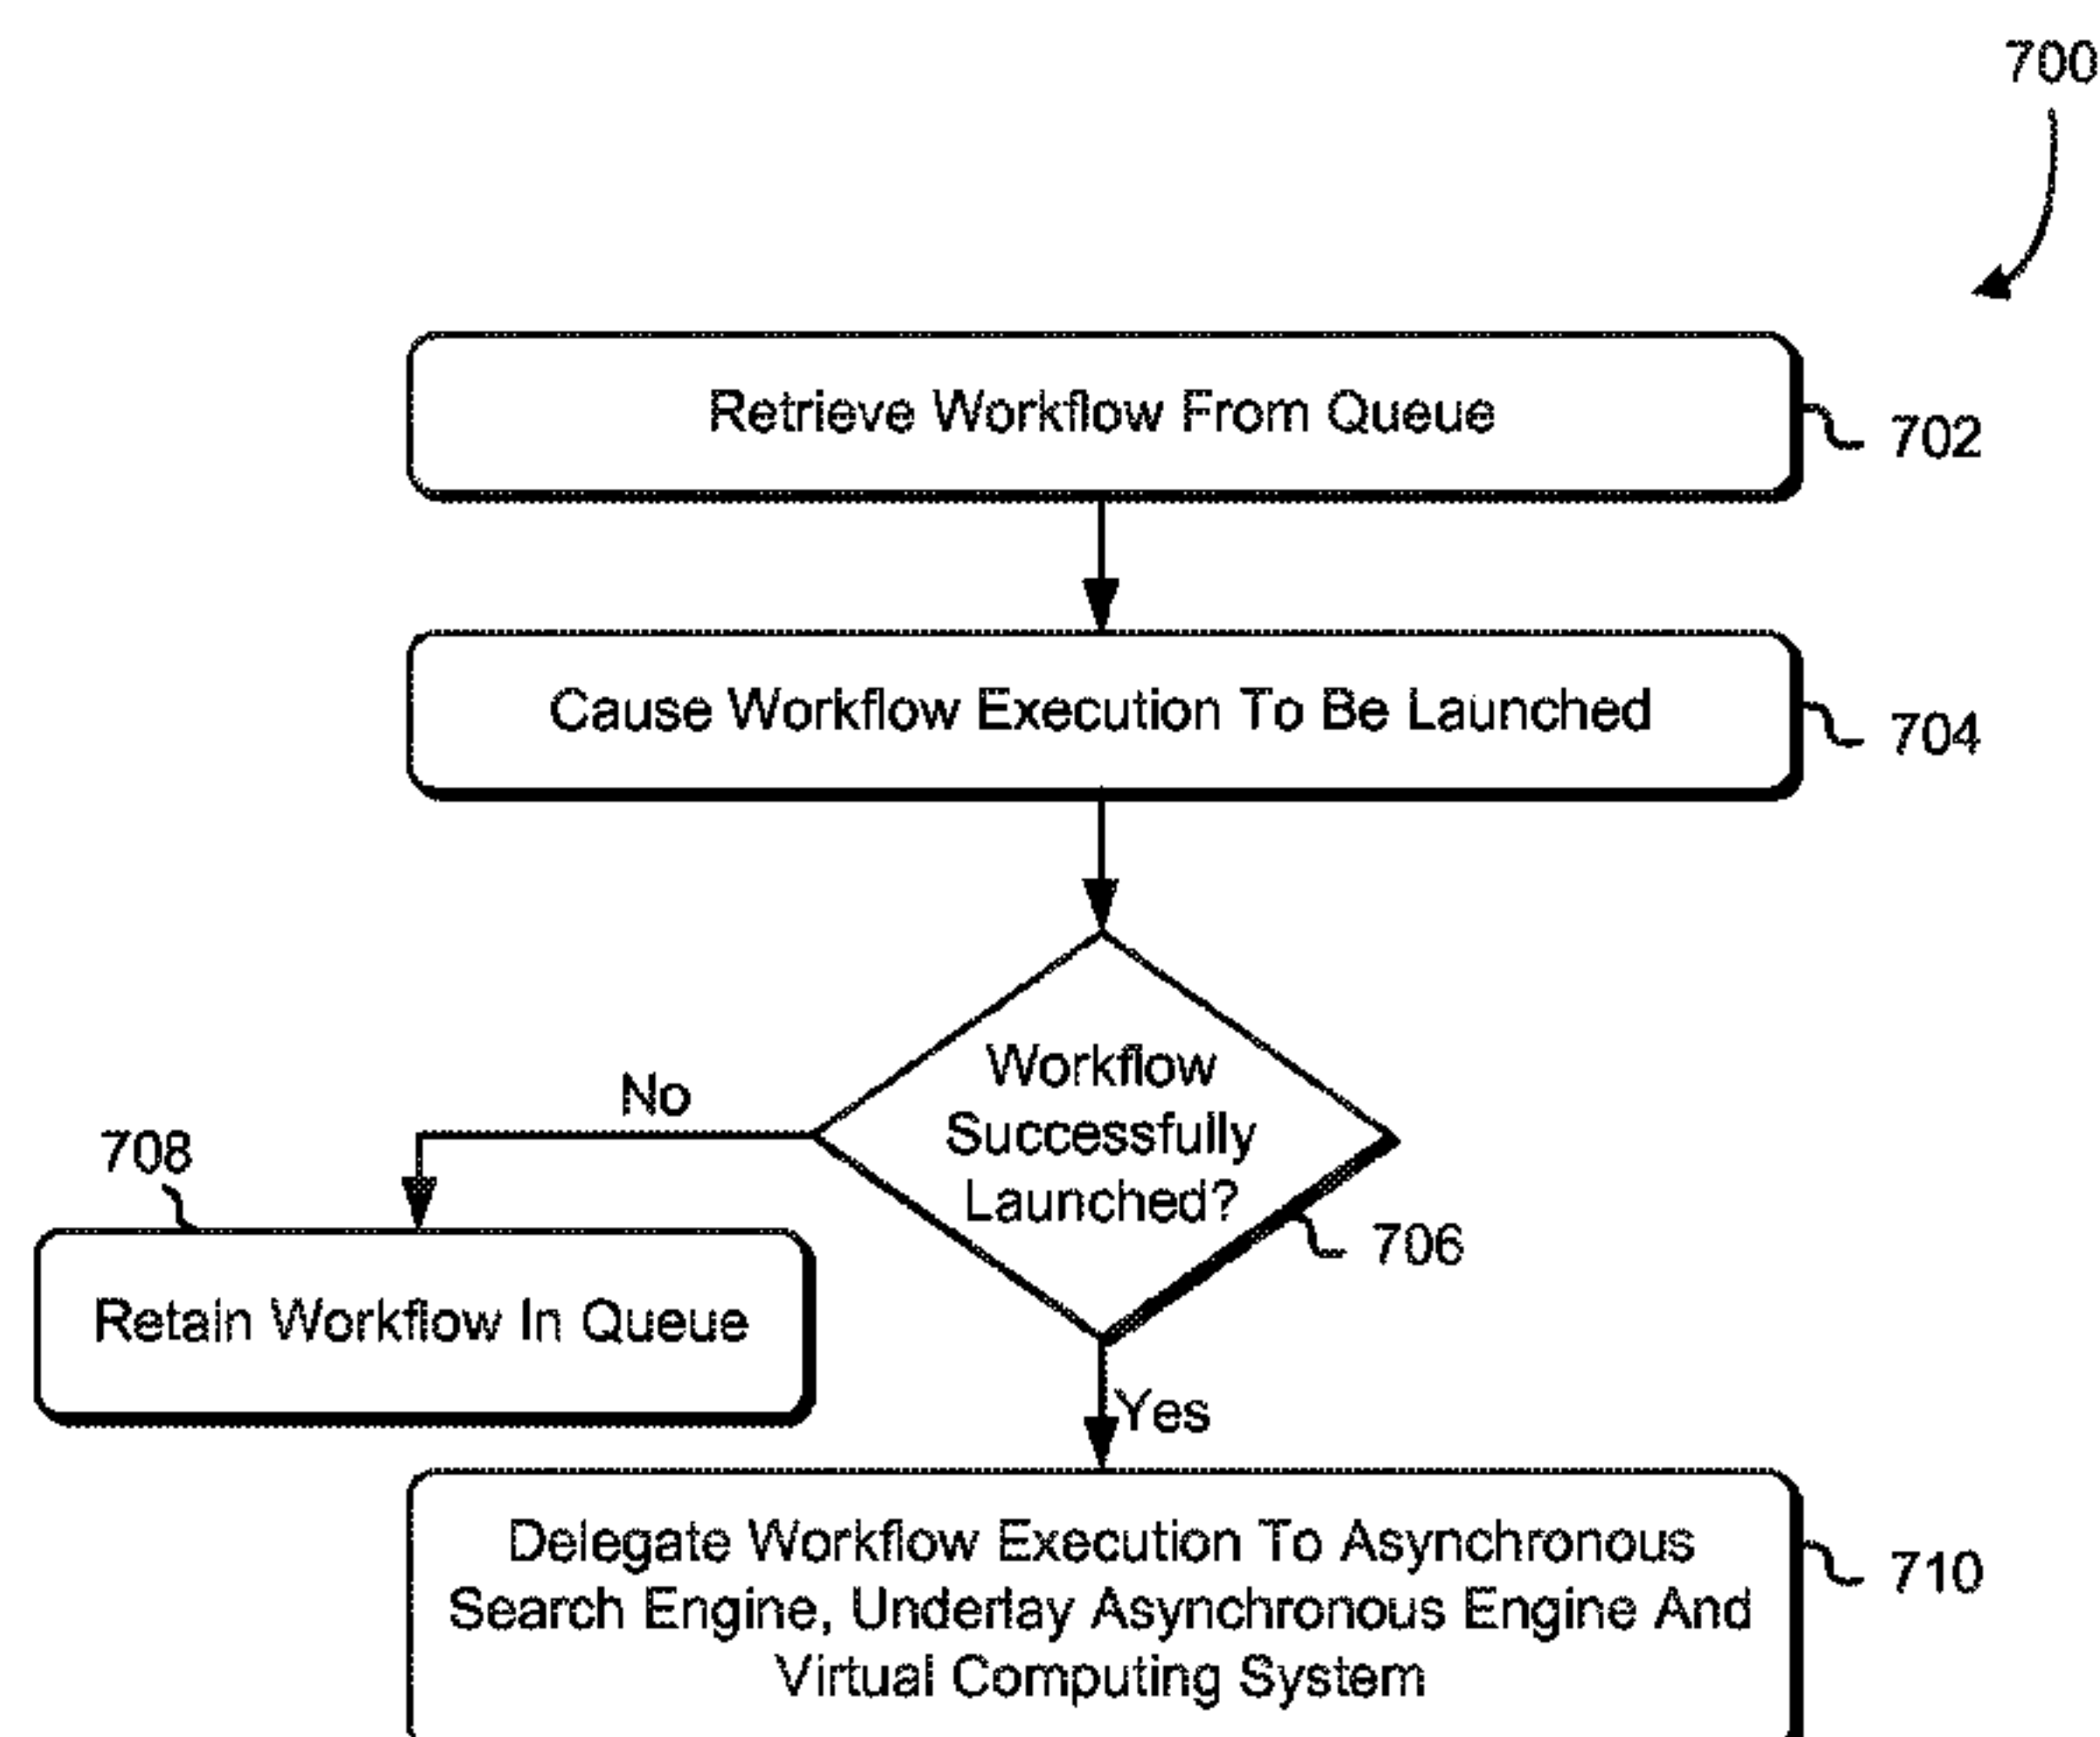 700
Retrieve Workflow From Queue
702
Cause Workflow Execution To Be Launched
704
Workflow
Successfully
Launched?
706
No
708
Retain Workflow In Queue
Yes
Delegate Workflow Execution To Asynchronous
Search Engine, Underlay Asynchronous Engine And
Virtual Computing System
710